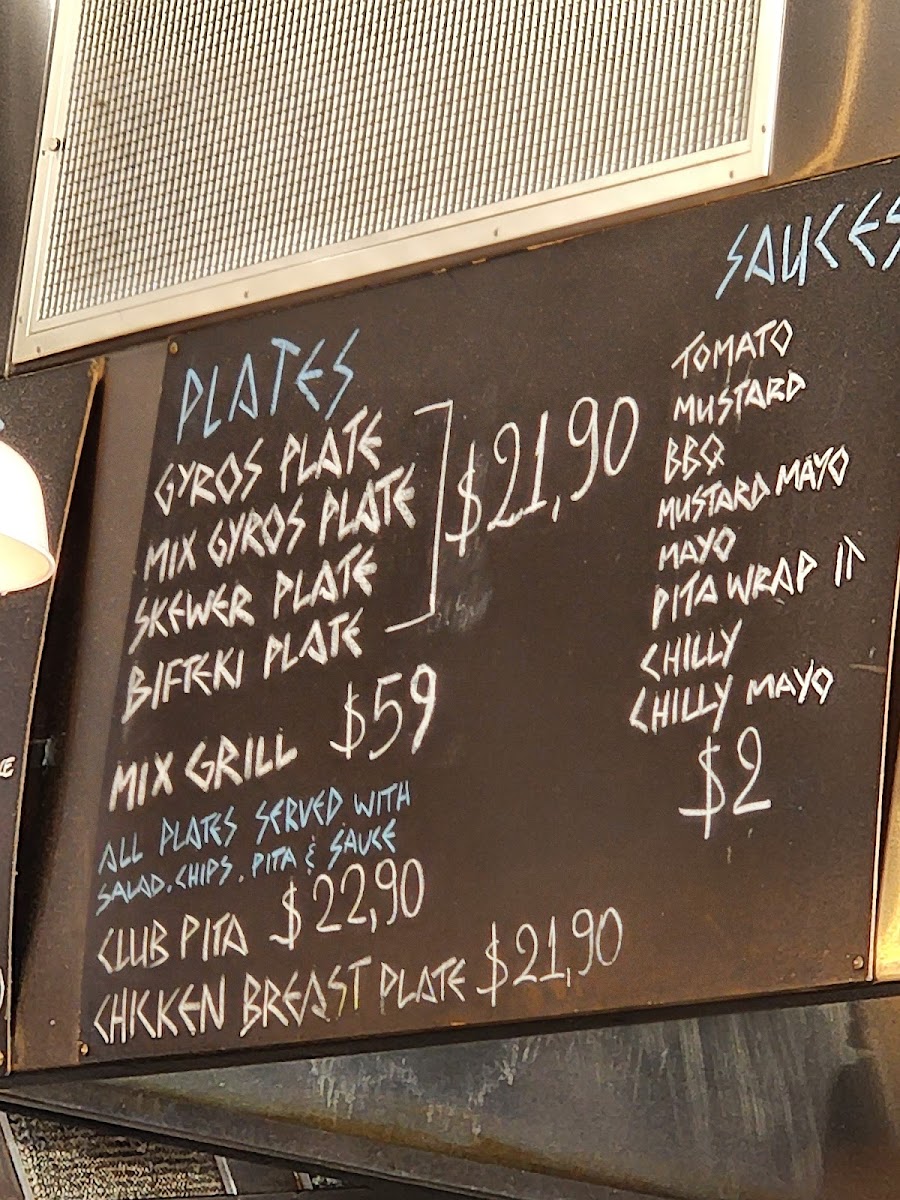 PLATES
GYROS PLATE
MIX GYROS PLATE
SKEWER PLATE
BIFTEKI PLATE
$21,90
MIX GRILL $59
ALL PLATES SERVED WITH
SALAD. CHIPS. PITA & SAUCE
CLUB PITA $22,90
CHICKEN BREAST PLATE $21,90
SAUCES
TOMATO
MUSTARD
BBQ
MUSTARD MAYO
MAYO
PITA WRAP
CHILLY
CHILLY MAYO
$2